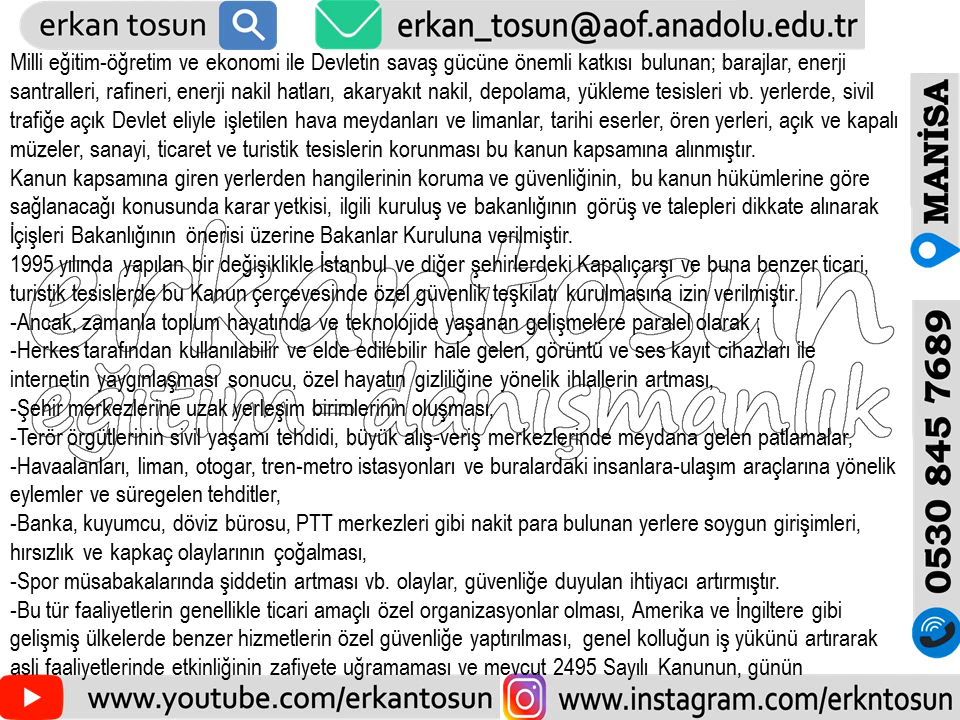 erkan tosun
erkan_tosun@aof.anadolu.edu.tr
Milli eğitim-öğretim ve ekonomi ile Devletin savaş gücüne önemli katkısı bulunan; barajlar, enerji
santralleri, rafineri, enerji nakil hatları, akaryakıt nakil, depolama, yükleme tesisleri vb. yerlerde, sivil
trafiğe açık Devlet eliyle işletilen hava meydanları ve limanlar, tarihi eserler, ören yerleri, açık ve kapalı
müzeler, sanayi, ticaret ve turistik tesislerin korunması bu kanun kapsamına alınmıştır.
Kanun kapsamına giren yerlerden hangilerinin koruma ve güvenliğinin, bu kanun hükümlerine göre
sağlanacağı konusunda karar yetkisi, ilgili kuruluş ve bakanlığının görüş ve talepleri dikkate alınarak
İçişleri Bakanlığının önerisi üzerine Bakanlar Kuruluna verilmiştir.
1995 yılında yapılan bir değişiklikle İstanbul ve diğer şehirlerdeki Kapalıçarşı ve buna benzer ticari,
turistik tesislerde bu Kanun çerçevesinde özel güvenlik teşkilatı kurulmasına izin verilmiştir.
-Ancak, zamanla toplum hayatında ve teknolojide yaşanan gelişmelere paralel olarak ;
-Herkes tarafından kullanılabilir ve elde edilebilir hale gelen, görüntü ve ses kayıt cihazları ile
internetin yaygınlaşması sonucu, özel hayatın gizliliğine yönelik ihlallerin artması,
-Şehir merkezlerine uzak yerleşim birimlerinin oluşması,
-Terör örgütlerinin sivil yaşamı tehdidi, büyük alış-veriş merkezlerinde meydana gelen patlamalar,
-Havaalanları, liman, otogar, tren-metro istasyonları ve buralardaki insanlara-ulaşım araçlarına yönelik
eylemler ve süregelen tehditler,
-Banka, kuyumcu, döviz bürosu, PTT merkezleri gibi nakit para bulunan yerlere soygun girişimleri,
hırsızlık ve kapkaç olaylarının çoğalması,
-Spor müsabakalarında şiddetin artması vb. olaylar, güvenliğe duyulan ihtiyacı artırmıştır.
-Bu tür faaliyetlerin genellikle ticari amaçlı özel organizasyonlar olması, Amerika ve İngiltere gibi
gelişmiş ülkelerde benzer hizmetlerin özel güvenliğe yaptırılması, genel kolluğun iş yükünü artırarak
asli faaliyetlerinde etkinliğinin zafiyete uğramaması ve mevcut 2495 Sayılı Kanunun, günün
erkan tosun
eğitim danışmanlık
MANİSA
0530 845 7689
www.youtube.com/erkantosun
www.instagram.com/erkntosun